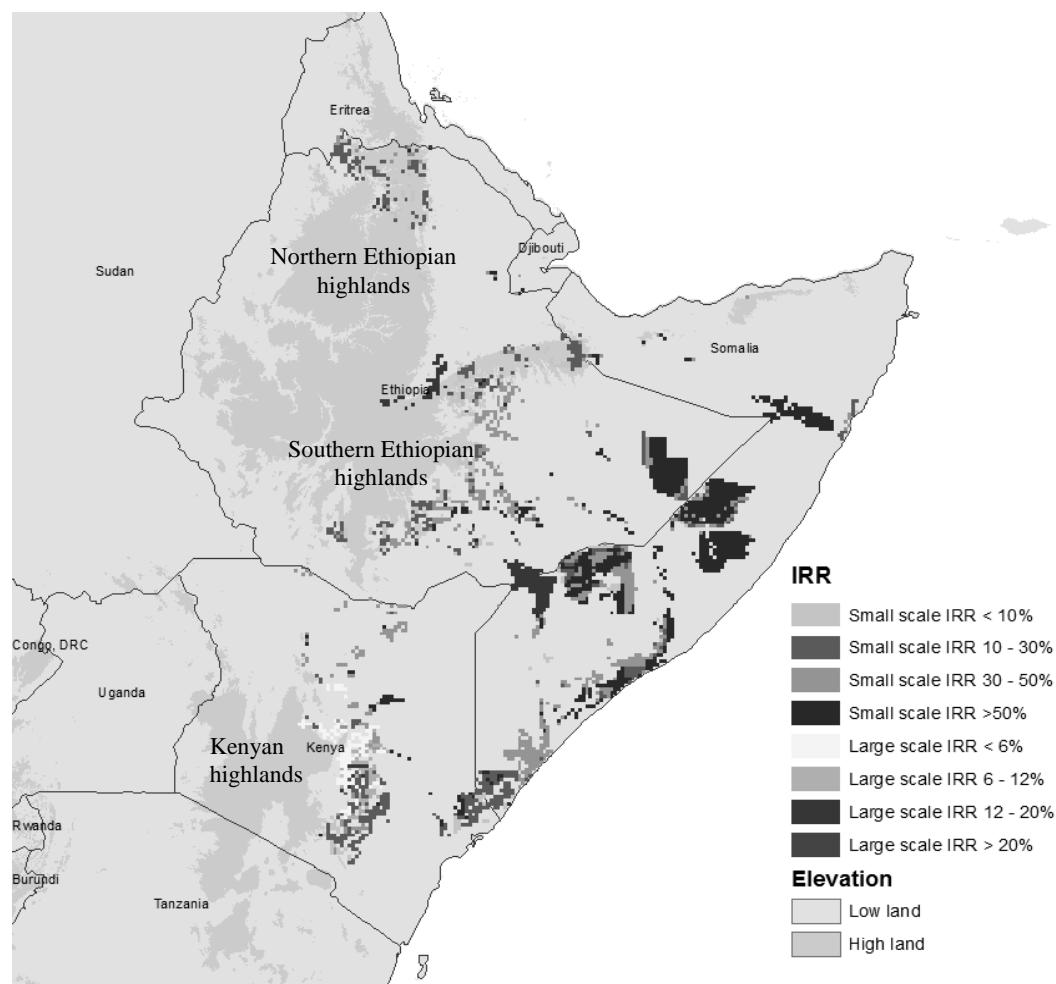 Eritrea
Northern Ethiopian
highlands
Djibouti
Sudan
Somalia
Ethiopia
Southern Ethiopian
highlands
Congo, DRC
Uganda
Kenyan
highlands
Kenya
Rwanda
Burundi
Tanzania
IRR
Small scale IRR < 10%
Small scale IRR 10 - 30%
Small scale IRR 30 - 50%
Small scale IRR >50%
Large scale IRR < 6%
Large scale IRR 6 - 12%
Large scale IRR 12 - 20%
Large scale IRR > 20%
Elevation
Low land
High land